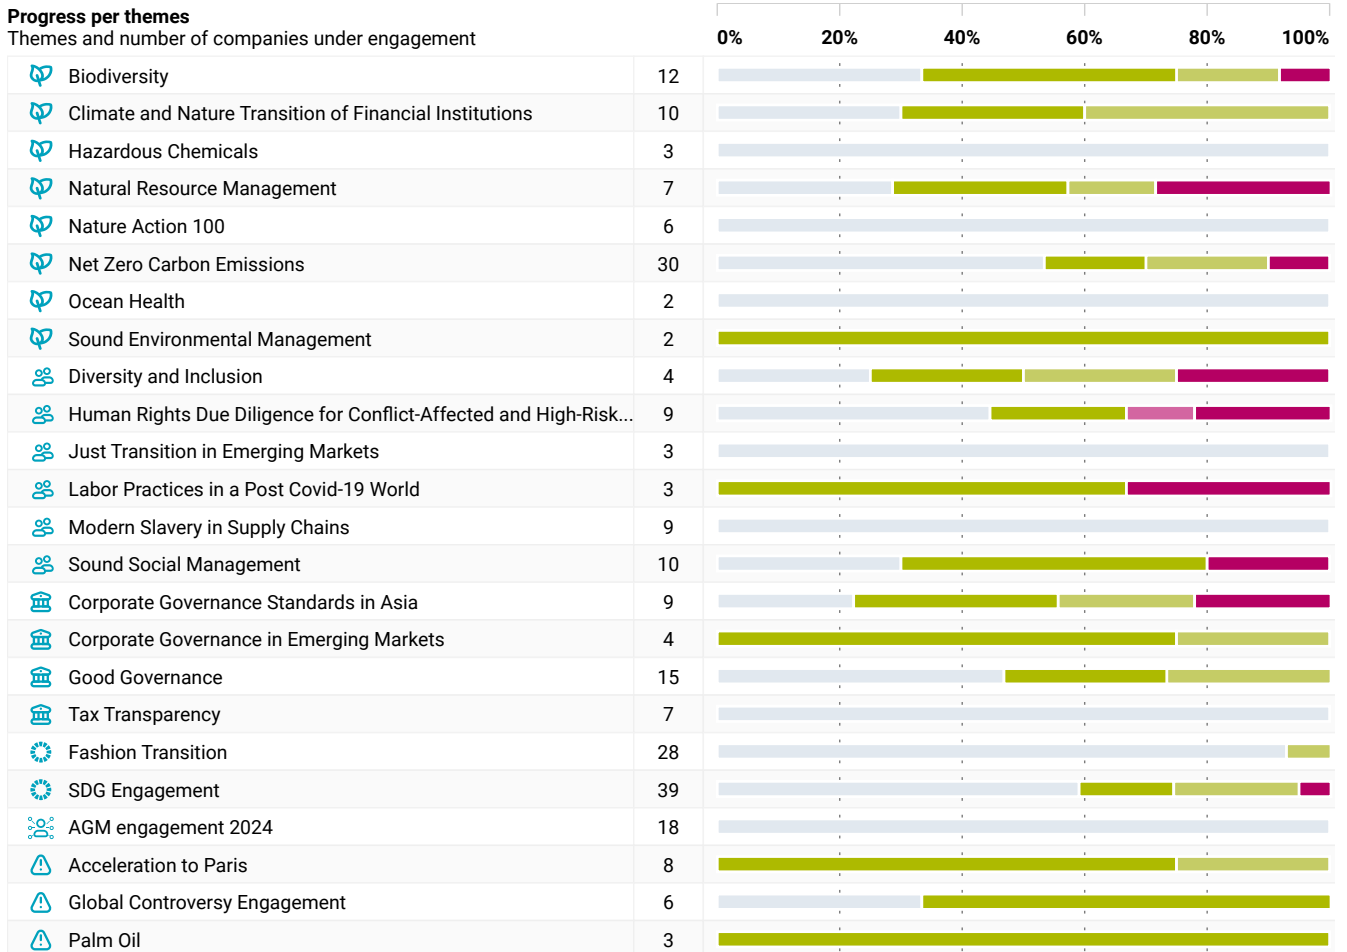 Progress per themes
Themes and number of companies under engagement
0% 20% 40% 60% 80% 100%
Biodiversity 12
Climate and Nature Transition of Financial Institutions 10
Hazardous Chemicals 3
Natural Resource Management 7
Nature Action 100 6
Net Zero Carbon Emissions 30
Ocean Health 2
Sound Environmental Management 2
Diversity and Inclusion 4
Human Rights Due Diligence for Conflict-Affected and High-Risk... 9
Just Transition in Emerging Markets 3
Labor Practices in a Post Covid-19 World 3
Modern Slavery in Supply Chains 9
Sound Social Management 10
Corporate Governance Standards in Asia 9
Corporate Governance in Emerging Markets 4
Good Governance 15
Tax Transparency 7
Fashion Transition 28
SDG Engagement 39
AGM engagement 2024 18
Acceleration to Paris 8
Global Controversy Engagement 6
Palm Oil 3